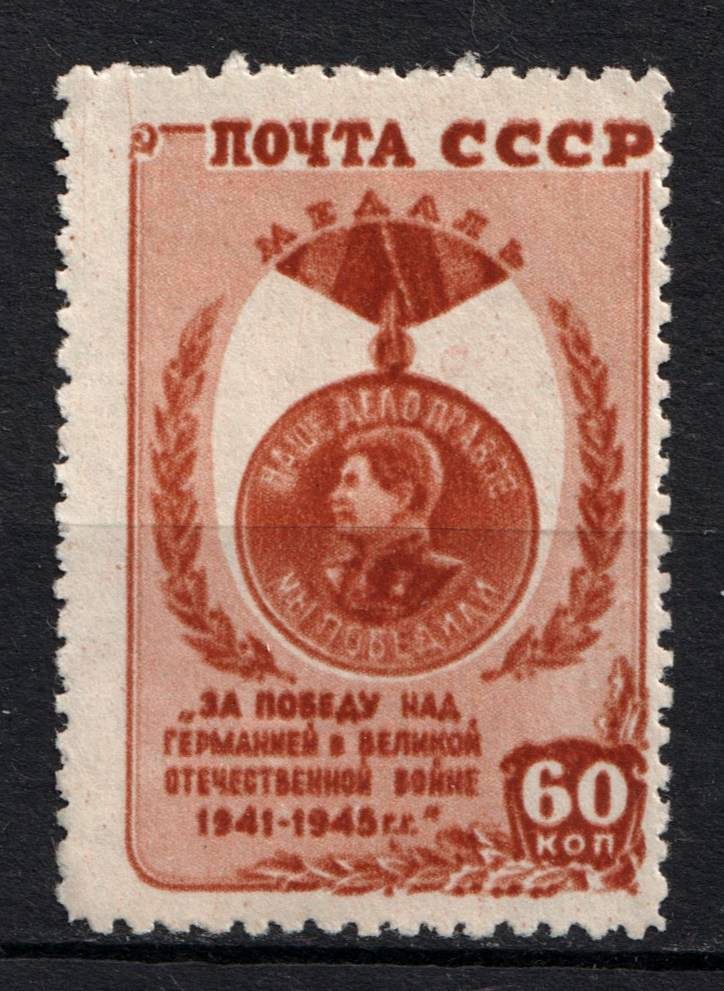 ПОЧТА СССР
МЕДАЛЬ
НАШЕ ДЕЛО ПРАВОЕ
МЫ ПОБЕДИЛИ
„ЗА ПОБЕДУ НАД
ГЕРМАНИЕЙ В ВЕЛИКОЙ
ОТЕЧЕСТВЕННОЙ ВОЙНЕ
1941-1945 г.г.“
60
КОП